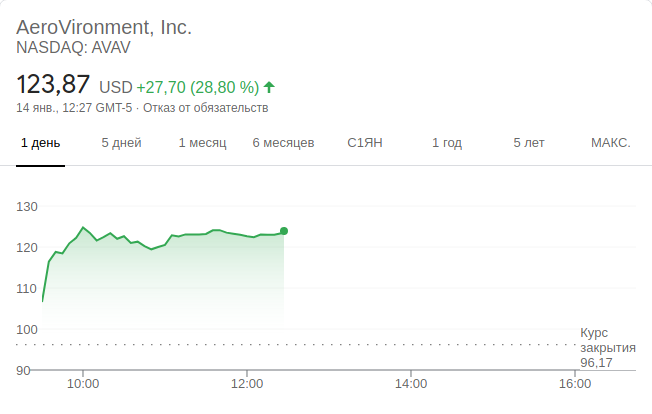 AeroVironment, Inc.
NASDAQ: AVAV
123,87 USD +27,70 (28,80 %)
14 янв., 12:27 GMT-5 · Отказ от обязательств
1 день 5 дней 1 месяц 6 месяцев С1ЯН 1 год 5 лет МАКС.
130
120
110
100
Курс
закрытия
96,17
90
10:00 12:00 14:00 16:00